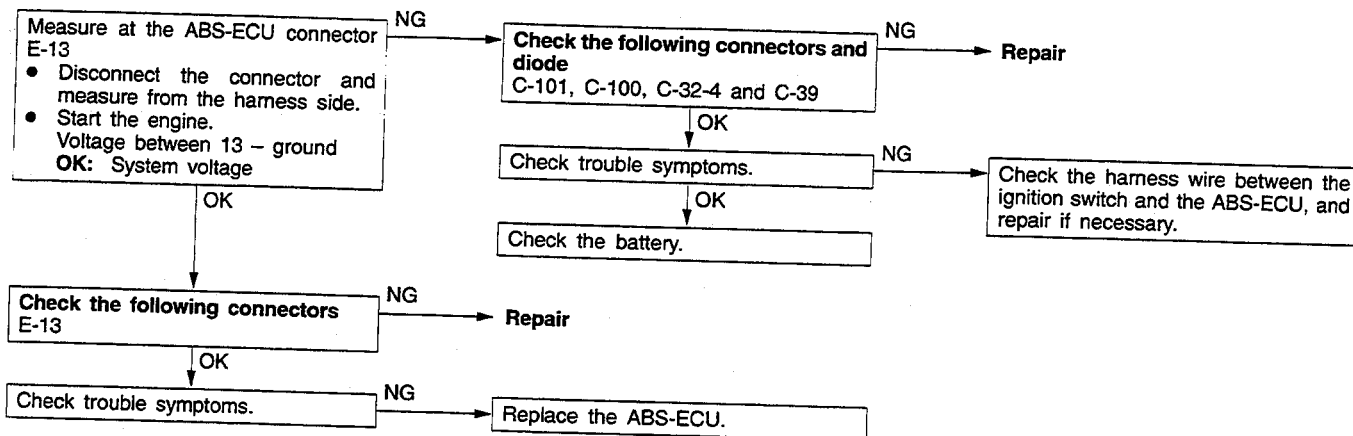 Measure at the ABS-ECU connector
E-13
● Disconnect the connector and
measure from the harness side.
● Start the engine.
Voltage between 13 – ground
OK: System voltage
NG
Check the following connectors and
diode
C-101, C-100, C-32-4 and C-39
NG
Repair
OK
Check trouble symptoms.
NG
Check the harness wire between the
ignition switch and the ABS-ECU, and
repair if necessary.
OK
Check the battery.
OK
Check the following connectors
E-13
NG
Repair
OK
Check trouble symptoms.
NG
Replace the ABS-ECU.